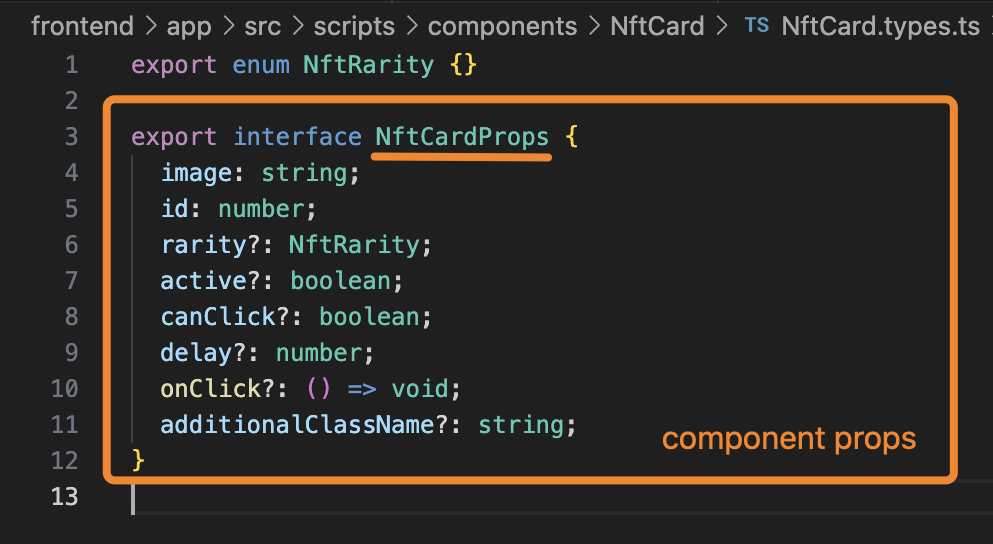 frontend > app > src > scripts > components > NftCard > TS NftCard.types.ts
1 export enum NftRarity {}
2
3 export interface NftCardProps {
4 image: string;
5 id: number;
6 rarity?: NftRarity;
7 active?: boolean;
8 canClick?: boolean;
9 delay?: number;
10 onClick?: () => void;
11 additionalClassName?: string;
component props
12 }
13